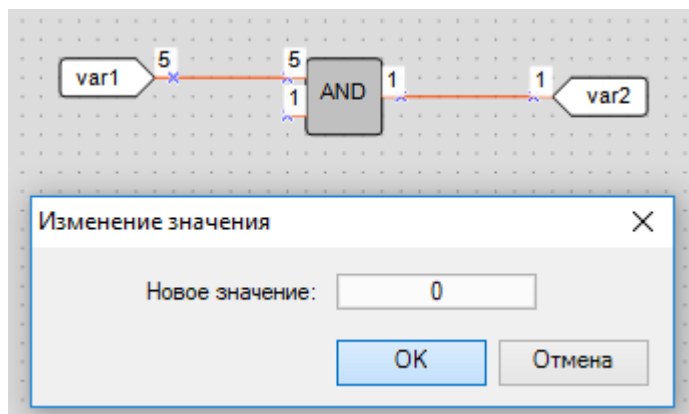 5 5
var1 AND 1 1 var2
1
Изменение значения
Новое значение: 0
OK Отмена